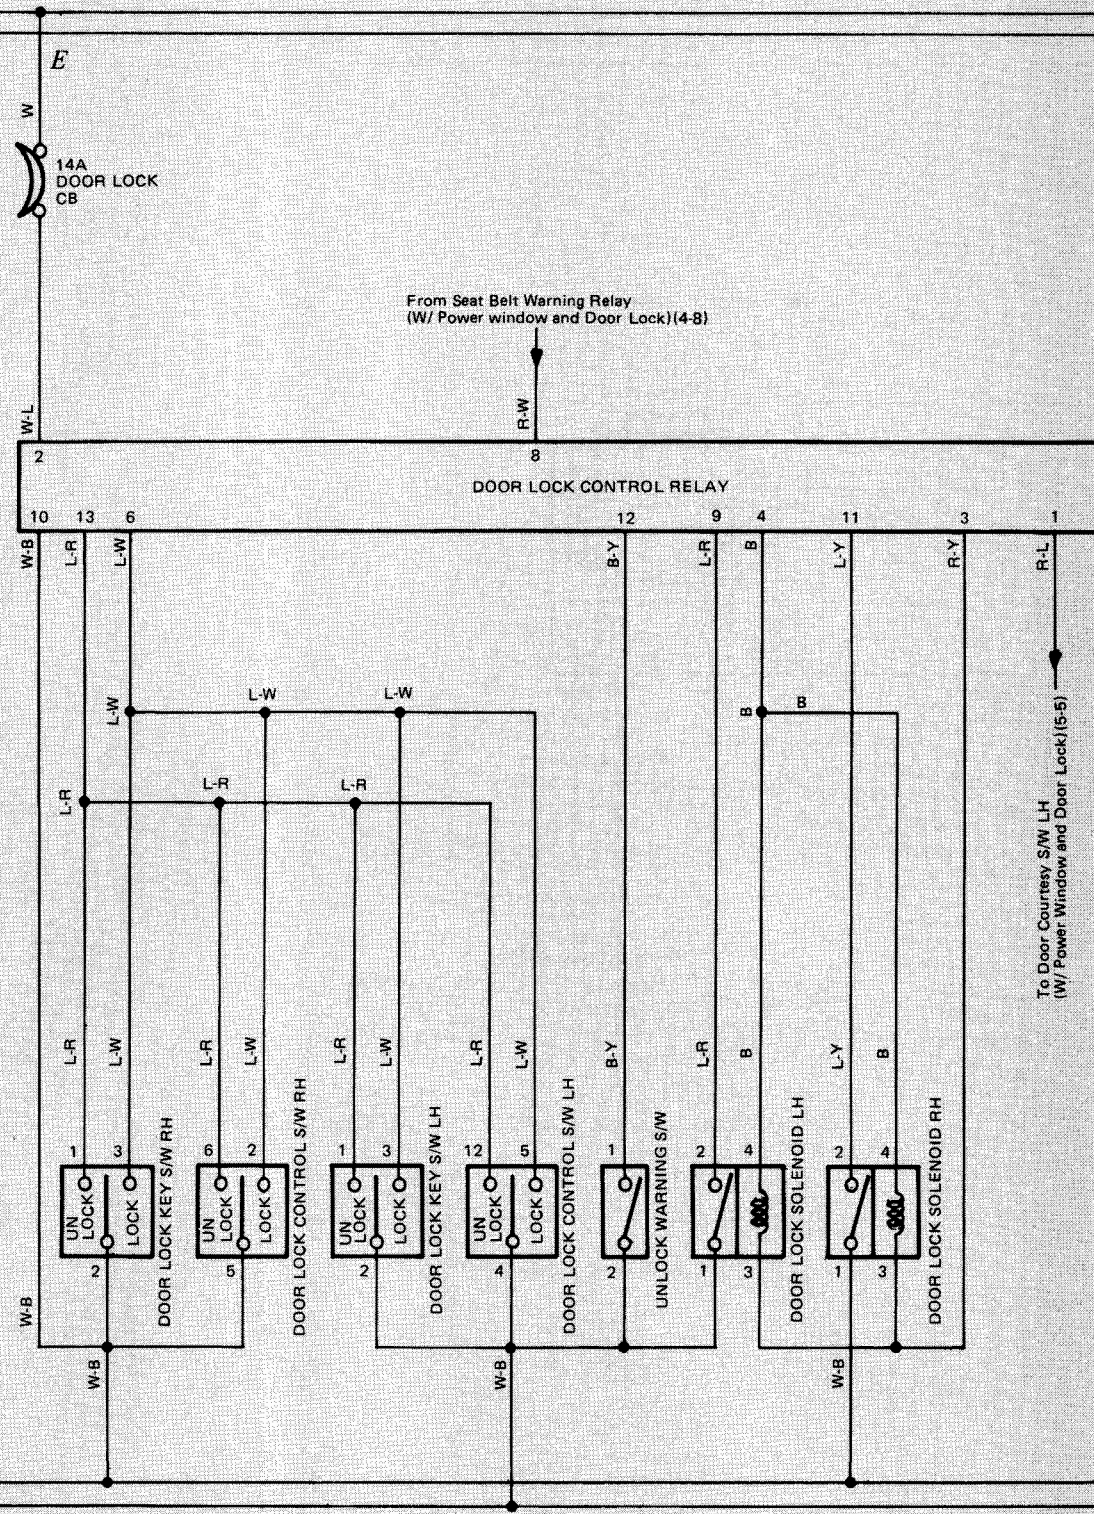 E
W
14A
DOOR LOCK
CB
From Seat Belt Warning Relay
(W/ Power window and Door Lock)(4-8)
W-L
R-W
2
8
DOOR LOCK CONTROL RELAY
10 13 6 12 9 4 11 3 1
W-B L-R L-W B-Y L-R B L-Y R-Y R-L
L-W L-W L-W B B
L-R L-R L-R
To Door Courtesy S/W LH
(W/ Power Window and Door Lock)(5-5)
L-R L-W L-R L-W L-R L-W L-R L-W B-Y L-R B L-Y B
1 3 6 2 1 3 12 5 1 2 4 2 4
UN
LOCK
LOCK
DOOR LOCK KEY S/W RH
UN
LOCK
LOCK
DOOR LOCK CONTROL S/W RH
UN
LOCK
LOCK
DOOR LOCK KEY S/W LH
UN
LOCK
LOCK
DOOR LOCK CONTROL S/W LH
UNLOCK WARNING S/W
DOOR LOCK SOLENOID LH
DOOR LOCK SOLENOID RH
2 5 2 4 2 1 3 1 3
W-B
W-B W-B W-B